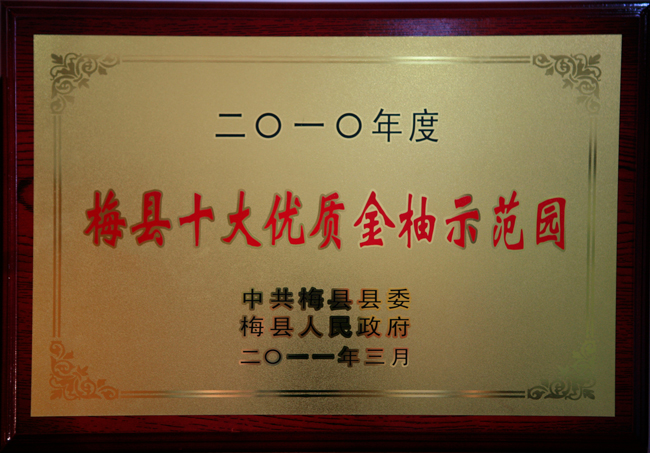 二〇一〇年度
梅县十大优质金柚示范园
中共梅县县委
梅县人民政府
二〇一一年三月